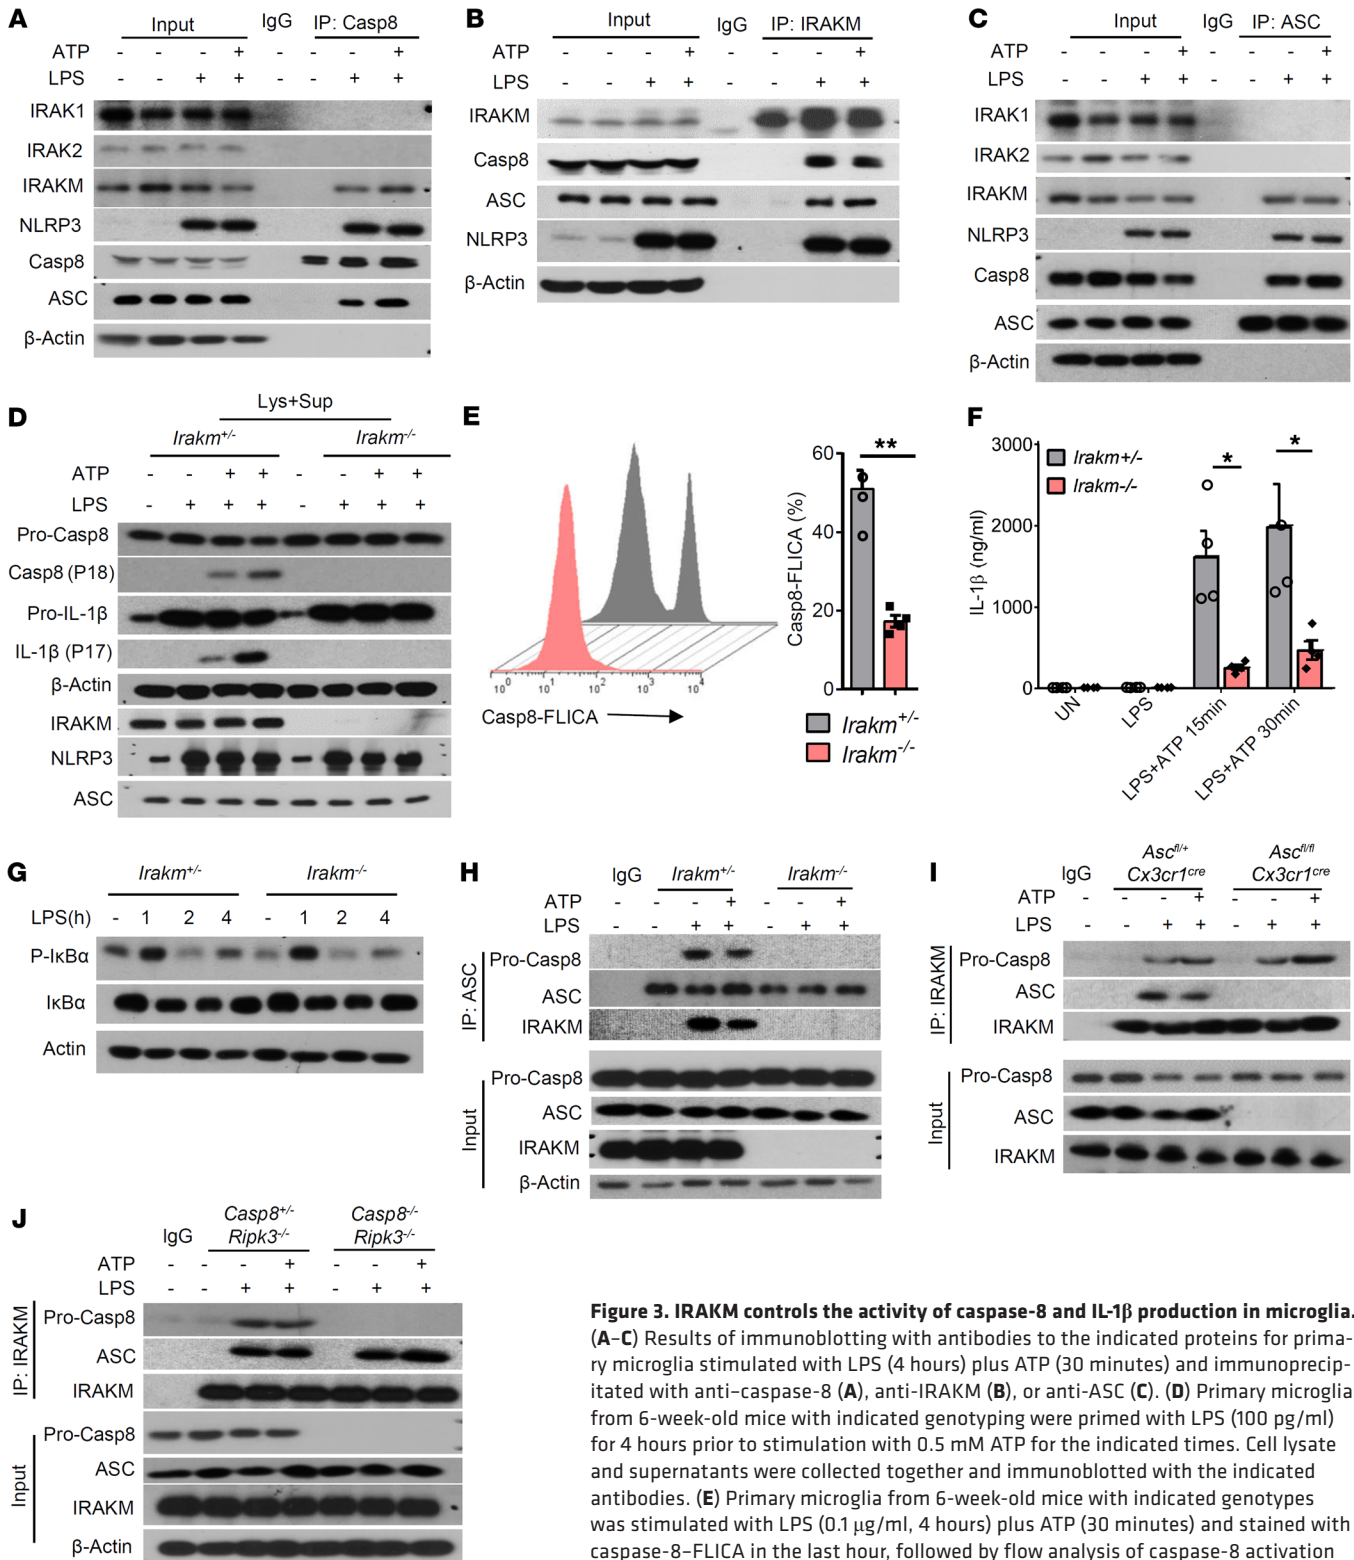 A
Input IgG IP: Casp8
ATP - - - + - - - +
LPS - - + + - - + +
IRAK1
IRAK2
IRAKM
NLRP3
Casp8
ASC
β-Actin
B
Input IgG IP: IRAKM
ATP - - - + - - - +
LPS - - + + - - + +
IRAKM
Casp8
ASC
NLRP3
β-Actin
C
Input IgG IP: ASC
ATP - - - + - - - +
LPS - - + + - - + +
IRAK1
IRAK2
IRAKM
NLRP3
Casp8
ASC
β-Actin
D
Lys+Sup
Irakm+/- Irakm-/-
ATP - - + + - - + +
LPS - + + + - + + +
Pro-Casp8
Casp8 (P18)
Pro-IL-1β
IL-1β (P17)
β-Actin
IRAKM
NLRP3
ASC
E
10⁰ 10¹ 10² 10³ 10⁴
Casp8-FLICA
Casp8-FLICA (%)
60
40
20
0
**
Irakm+/-
Irakm-/-
F
IL-1β (ng/ml)
3000
2000
1000
0
Irakm+/-
Irakm-/-
* *
UN LPS LPS+ATP 15min LPS+ATP 30min
G
Irakm+/- Irakm-/-
LPS(h) - 1 2 4 - 1 2 4
P-IκBα
IκBα
Actin
H
IgG Irakm+/- Irakm-/-
ATP - - - + - - +
LPS - - + + - + +
IP: ASC
Pro-Casp8
ASC
IRAKM
Input
Pro-Casp8
ASC
IRAKM
β-Actin
I
IgG Ascfl/+ Cx3cr1cre Ascfl/fl Cx3cr1cre
ATP - - - + - - +
LPS - - + + - + +
IP: IRAKM
Pro-Casp8
ASC
IRAKM
Input
Pro-Casp8
ASC
IRAKM
J
IgG Casp8+/- Ripk3-/- Casp8-/- Ripk3-/-
ATP - - - + - - +
LPS - - + + - + +
IP: IRAKM
Pro-Casp8
ASC
IRAKM
Input
Pro-Casp8
ASC
IRAKM
β-Actin
Figure 3. IRAKM controls the activity of caspase-8 and IL-1β production in microglia.
(A–C) Results of immunoblotting with antibodies to the indicated proteins for prima-
ry microglia stimulated with LPS (4 hours) plus ATP (30 minutes) and immunoprecip-
itated with anti–caspase-8 (A), anti-IRAKM (B), or anti-ASC (C). (D) Primary microglia
from 6-week-old mice with indicated genotyping were primed with LPS (100 pg/ml)
for 4 hours prior to stimulation with 0.5 mM ATP for the indicated times. Cell lysate
and supernatants were collected together and immunoblotted with the indicated
antibodies. (E) Primary microglia from 6-week-old mice with indicated genotypes
was stimulated with LPS (0.1 μg/ml, 4 hours) plus ATP (30 minutes) and stained with
caspase-8–FLICA in the last hour, followed by flow analysis of caspase-8 activation